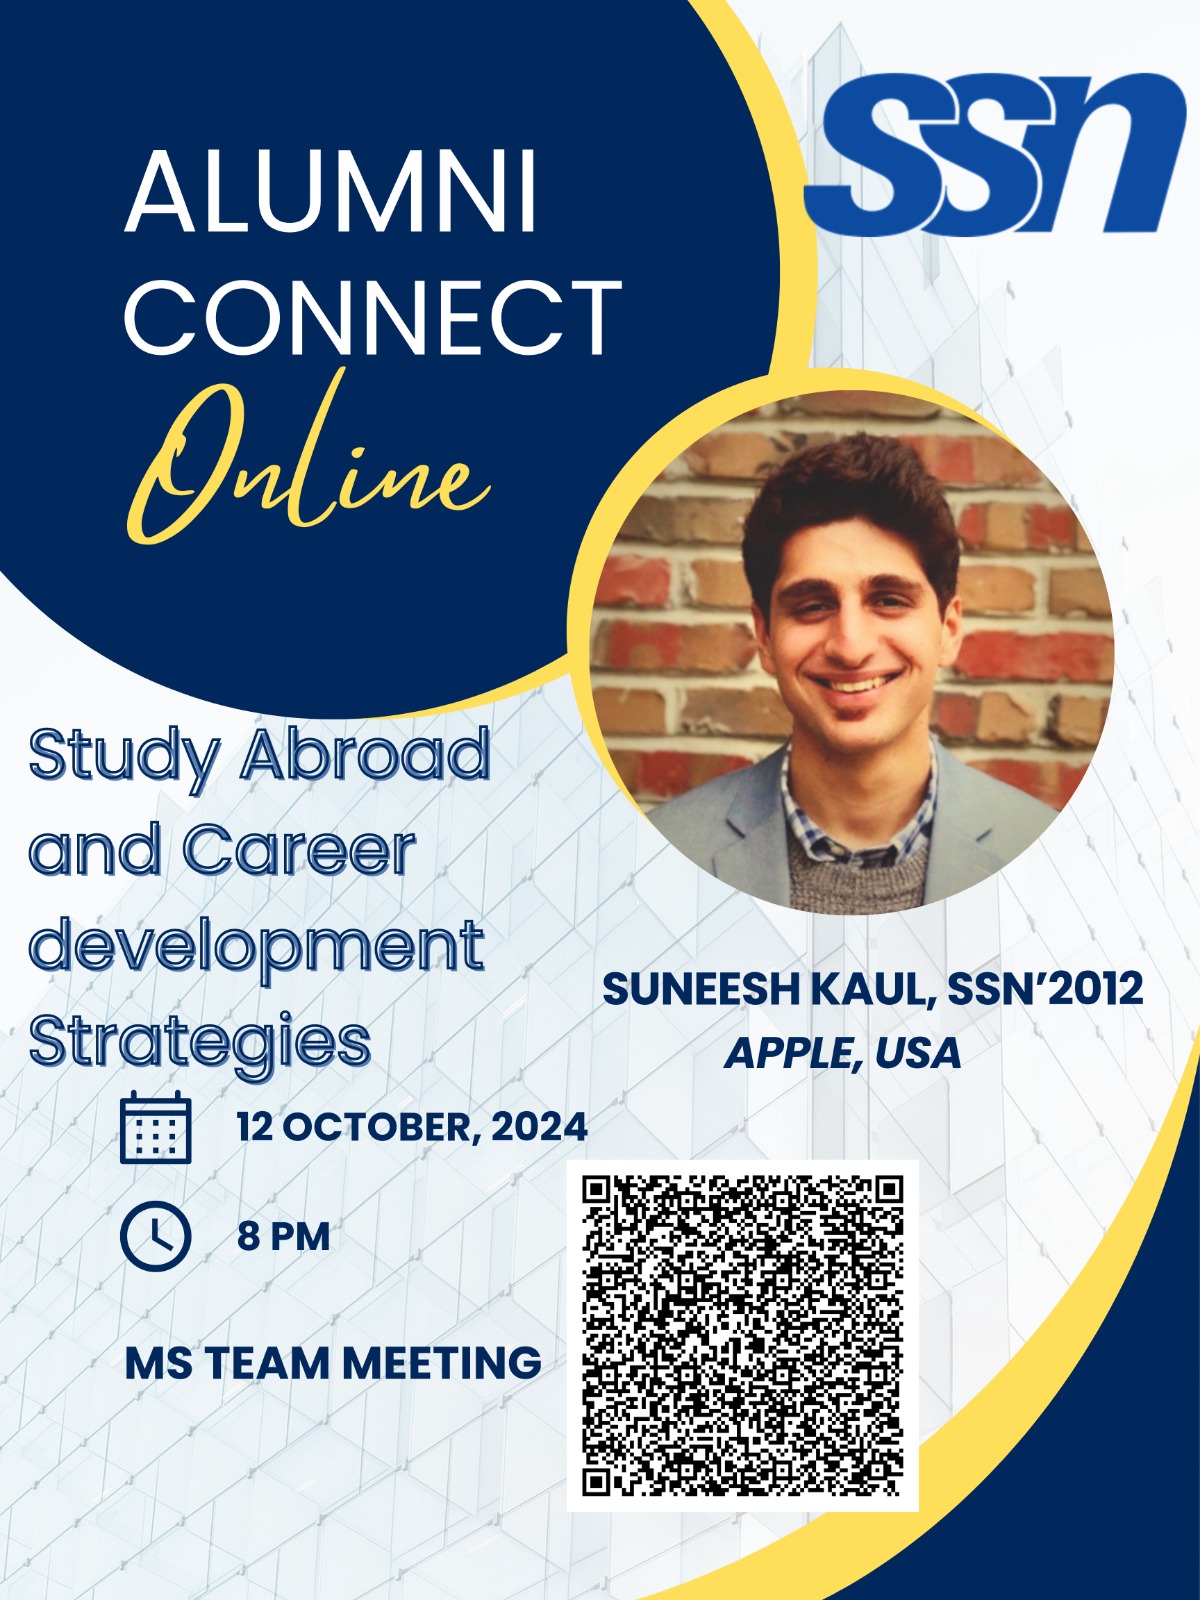 ssn
ALUMNI
CONNECT
Online
Study Abroad
and Career
development
Strategies
SUNEESH KAUL, SSN’2012
APPLE, USA
12 OCTOBER, 2024
8 PM
MS TEAM MEETING